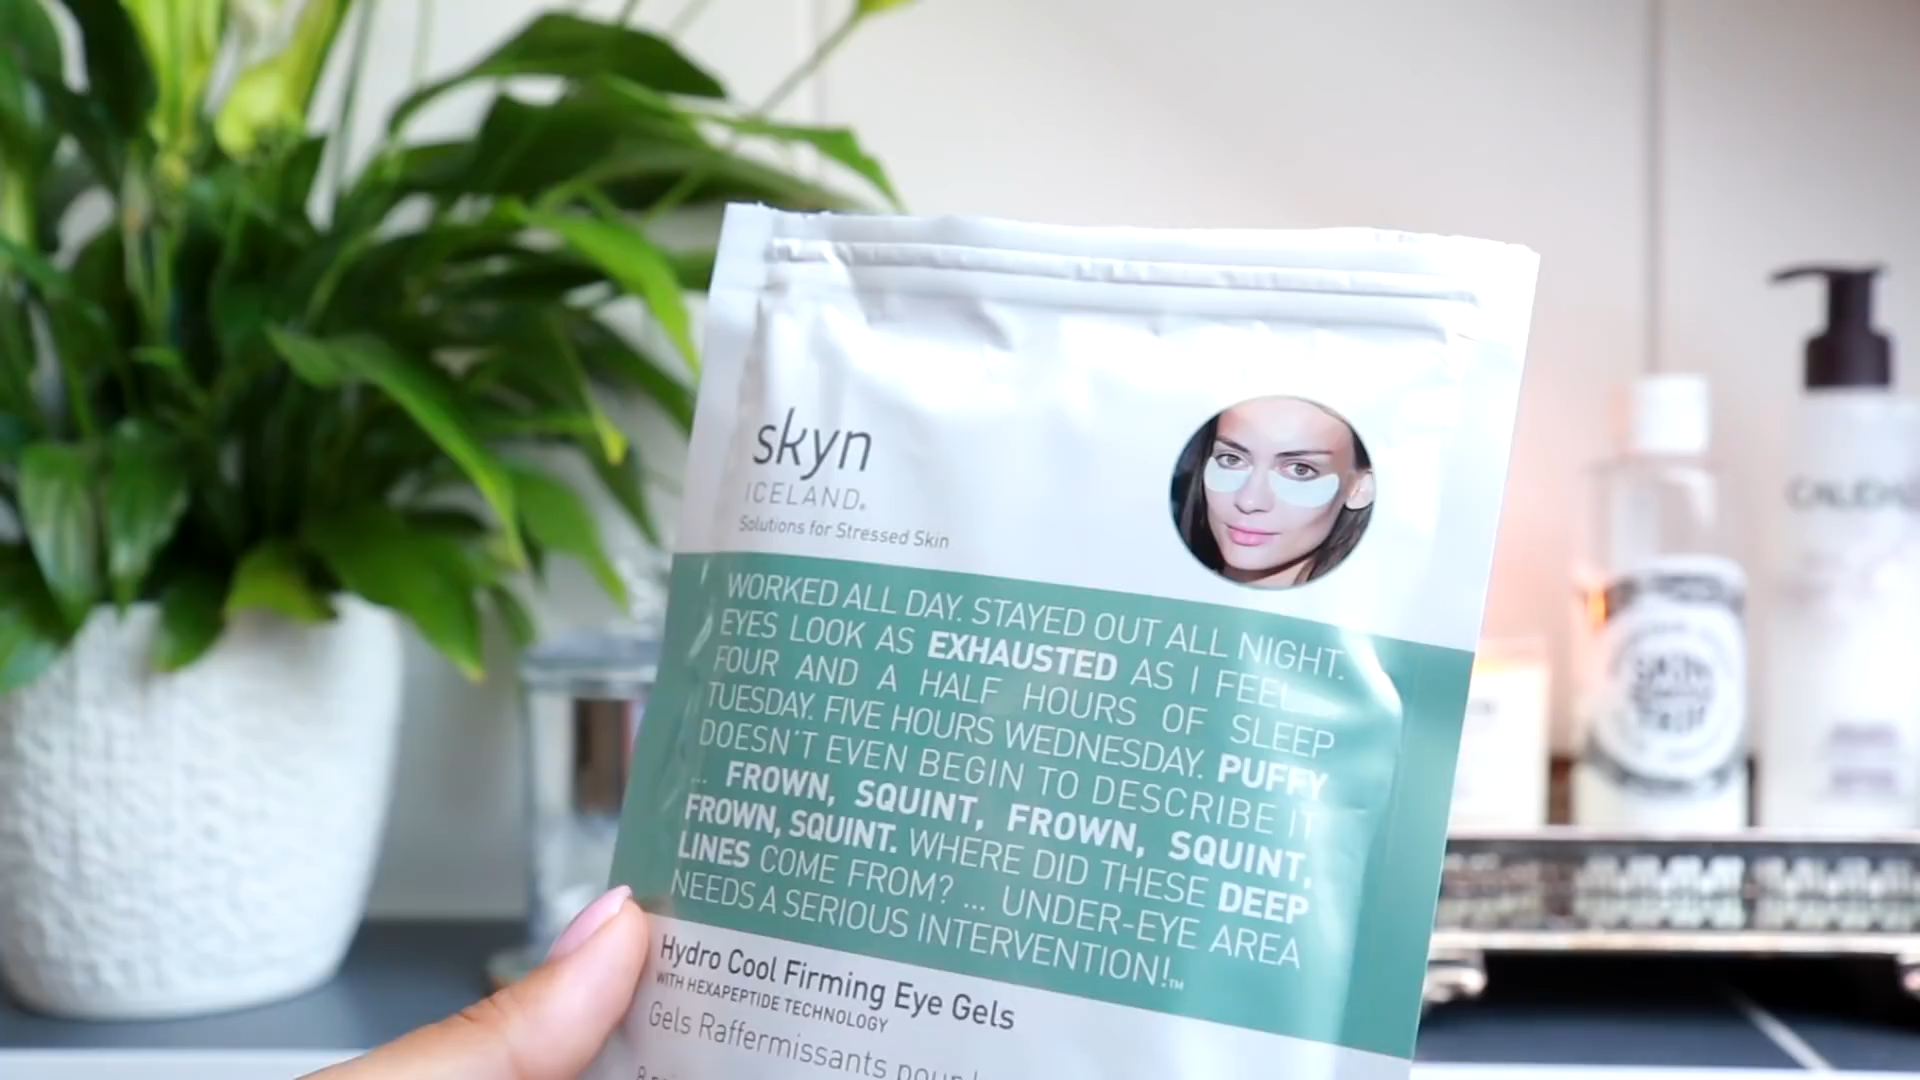 skyn
ICELAND®
Solutions for Stressed Skin
WORKED ALL DAY. STAYED OUT ALL NIGHT.
EYES LOOK AS EXHAUSTED AS I FEEL...
FOUR AND A HALF HOURS OF SLEEP
TUESDAY. FIVE HOURS WEDNESDAY. PUFFY
DOESN'T EVEN BEGIN TO DESCRIBE IT
... FROWN, SQUINT, FROWN, SQUINT,
FROWN, SQUINT. WHERE DID THESE DEEP
LINES COME FROM? ... UNDER-EYE AREA
NEEDS A SERIOUS INTERVENTION!™
Hydro Cool Firming Eye Gels
WITH HEXAPEPTIDE TECHNOLOGY
Gels Raffermissants pour
SKIN